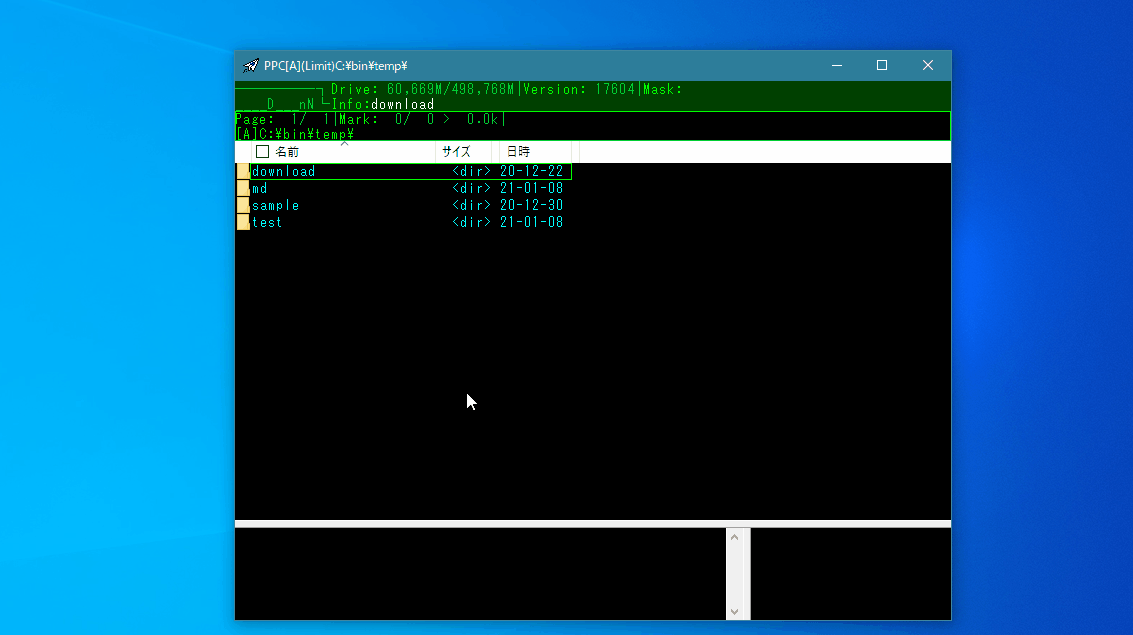 PPC[A](Limit)C:¥bin¥temp¥
Drive: 60,669M/498,768M|Version: 17604|Mask:
____D___nN Info:download
Page: 1/ 1|Mark: 0/ 0 > 0.0k|
[A]C:¥bin¥temp¥
名前 サイズ 日時
download <dir> 20-12-22
md <dir> 21-01-08
sample <dir> 20-12-30
test <dir> 21-01-08